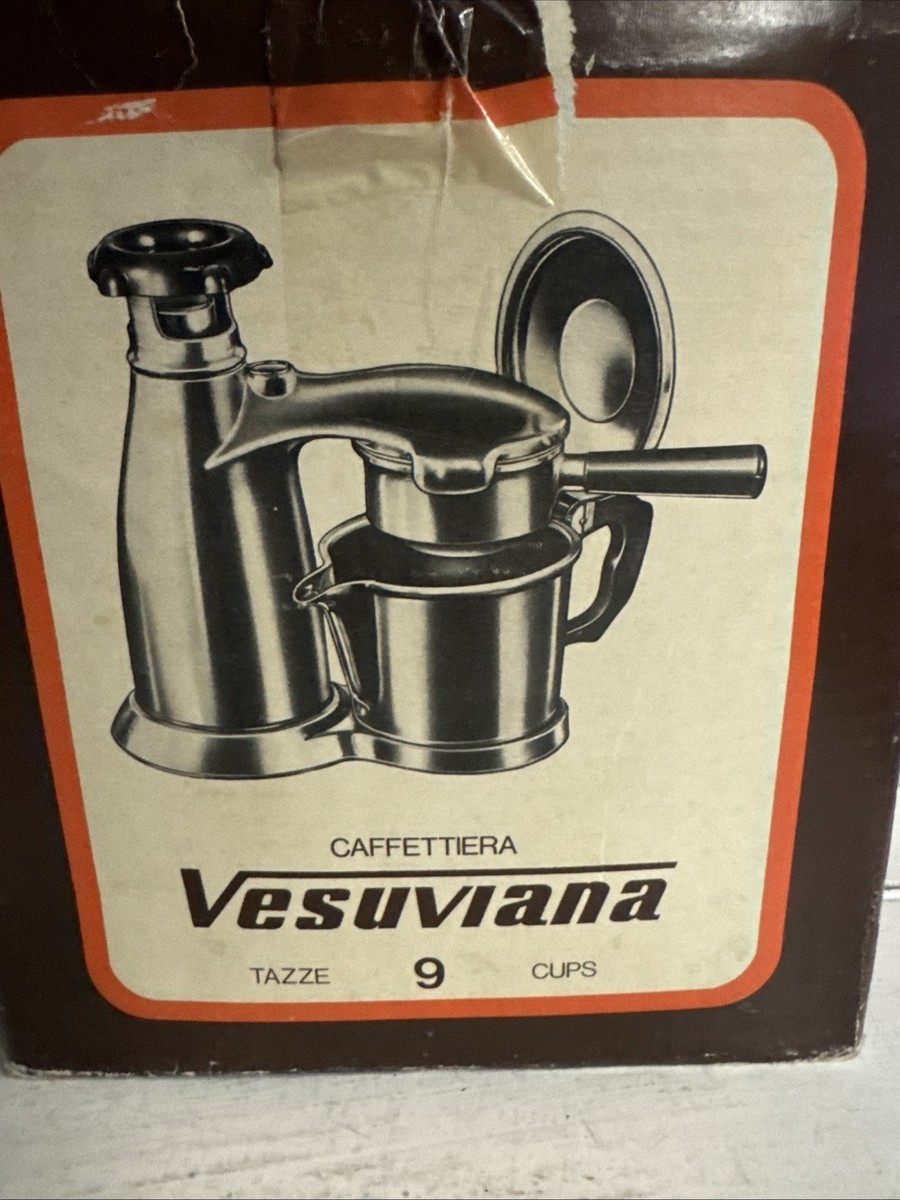 CAFFETTIERA
Vesuviana
TAZZE 9 CUPS